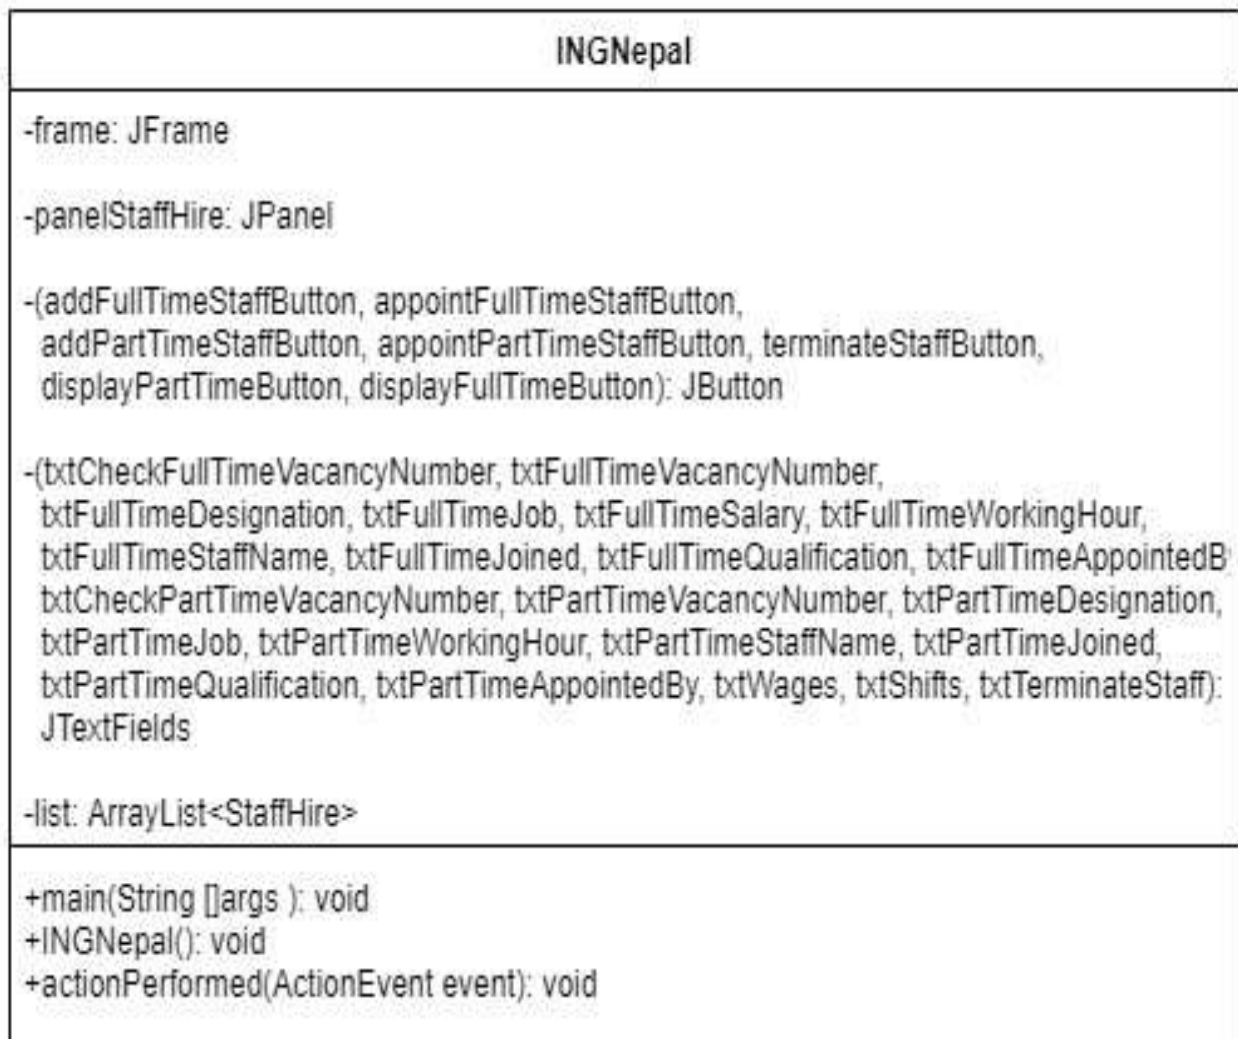 INGNepal
-frame: JFrame
-panelStaffHire: JPanel
-(addFullTimeStaffButton, appointFullTimeStaffButton,
addPartTimeStaffButton, appointPartTimeStaffButton, terminateStaffButton,
displayPartTimeButton, displayFullTimeButton): JButton
-(txtCheckFullTimeVacancyNumber, txtFullTimeVacancyNumber,
txtFullTimeDesignation, txtFullTimeJob, txtFullTimeSalary, txtFullTimeWorkingHour,
txtFullTimeStaffName, txtFullTimeJoined, txtFullTimeQualification, txtFullTimeAppointedB
txtCheckPartTimeVacancyNumber, txtPartTimeVacancyNumber, txtPartTimeDesignation,
txtPartTimeJob, txtPartTimeWorkingHour, txtPartTimeStaffName, txtPartTimeJoined,
txtPartTimeQualification, txtPartTimeAppointedBy, txtWages, txtShifts, txtTerminateStaff):
JTextFields
-list: ArrayList<StaffHire>
+main(String []args ): void
+INGNepal(): void
+actionPerformed(ActionEvent event): void